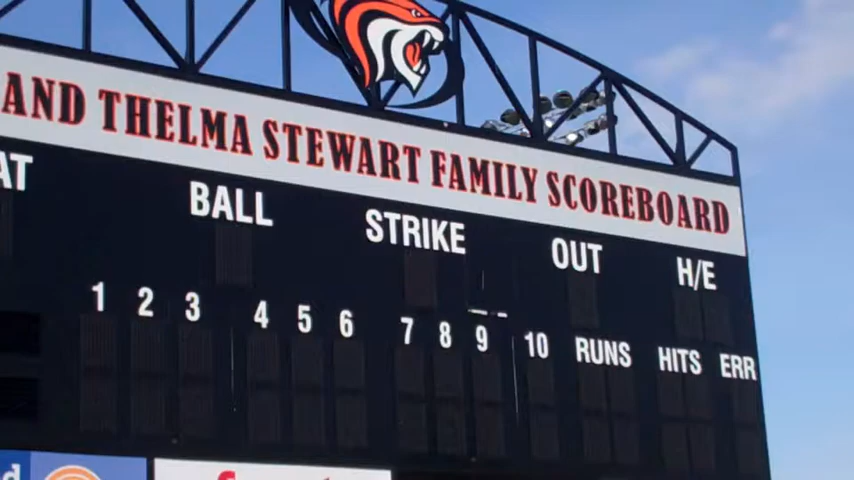 AND THELMA STEWART FAMILY SCOREBOARD
AT BALL STRIKE OUT H/E
1 2 3 4 5 6 7 8 9 10 RUNS HITS ERR
d